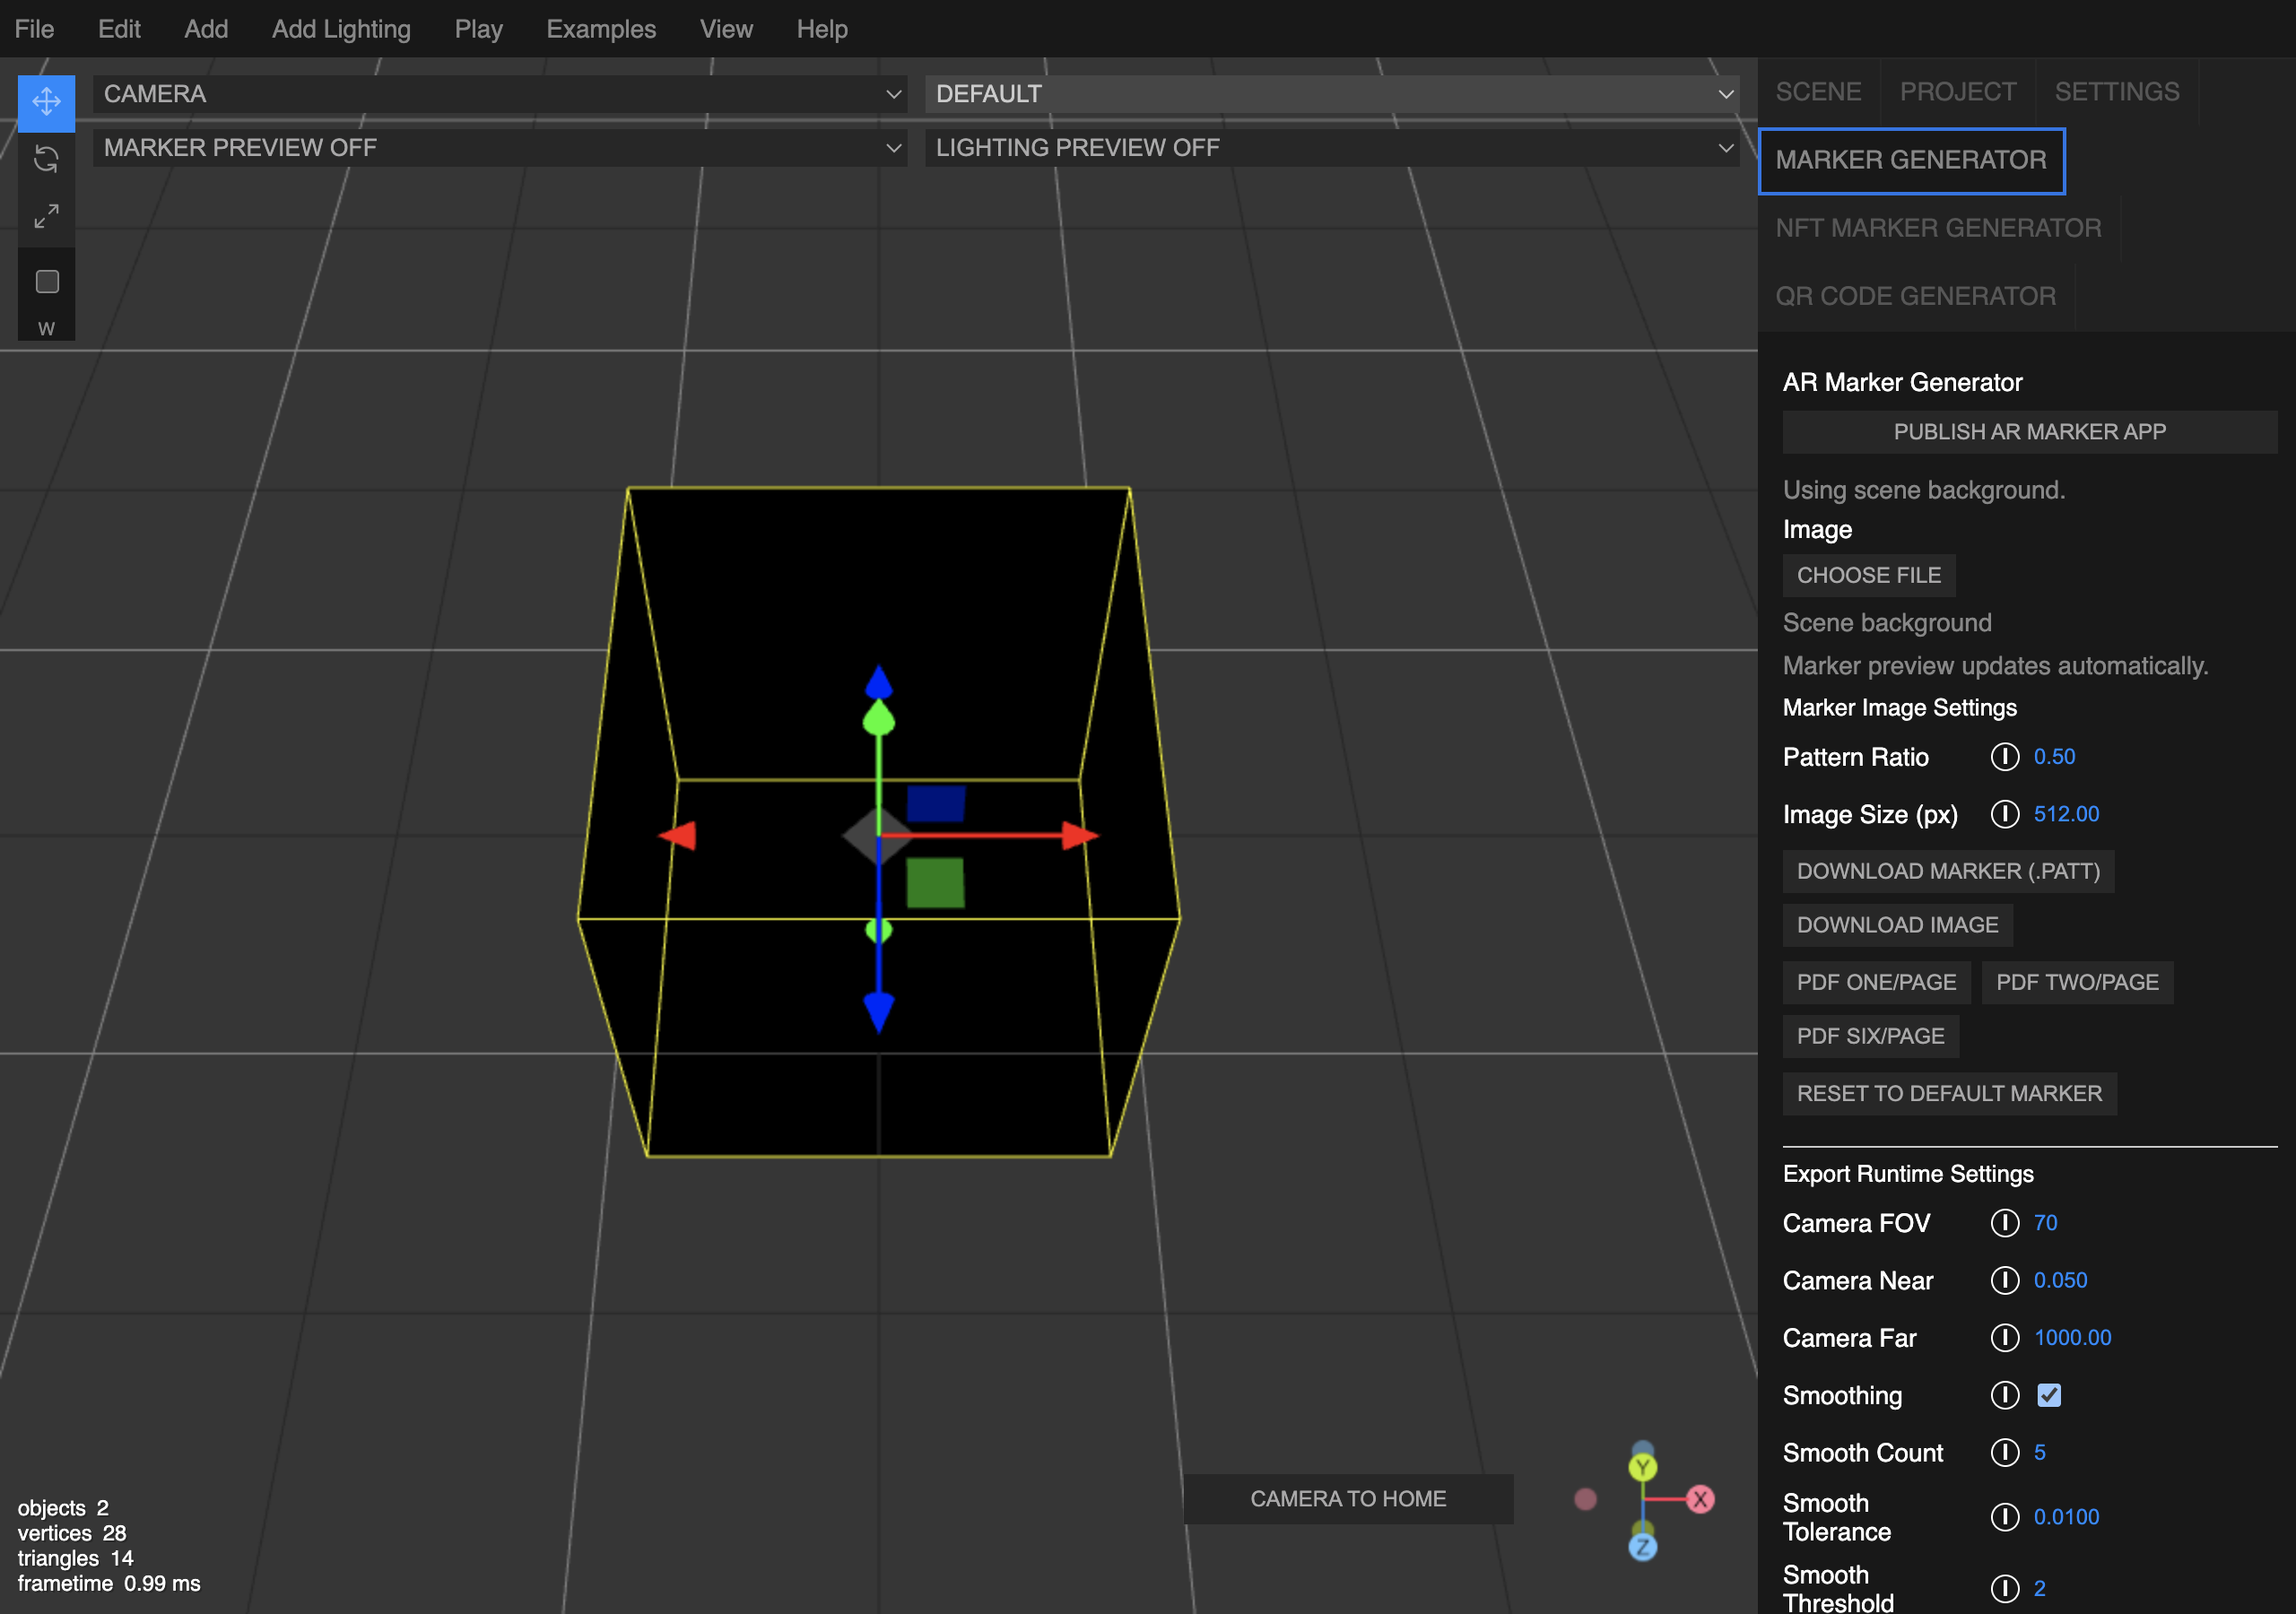 File Edit Add Add Lighting Play Examples View Help
CAMERA
DEFAULT
MARKER PREVIEW OFF
LIGHTING PREVIEW OFF
W
SCENE PROJECT SETTINGS
MARKER GENERATOR
NFT MARKER GENERATOR
QR CODE GENERATOR
AR Marker Generator
PUBLISH AR MARKER APP
Using scene background.
Image
CHOOSE FILE
Scene background
Marker preview updates automatically.
Marker Image Settings
Pattern Ratio 0.50
Image Size (px) 512.00
DOWNLOAD MARKER (.PATT)
DOWNLOAD IMAGE
PDF ONE/PAGE PDF TWO/PAGE
PDF SIX/PAGE
RESET TO DEFAULT MARKER
Export Runtime Settings
Camera FOV 70
Camera Near 0.050
Camera Far 1000.00
Smoothing
Smooth Count 5
Smooth
Tolerance 0.0100
Smooth
Threshold 2
CAMERA TO HOME
Y
X
Z
objects 2
vertices 28
triangles 14
frametime 0.99 ms